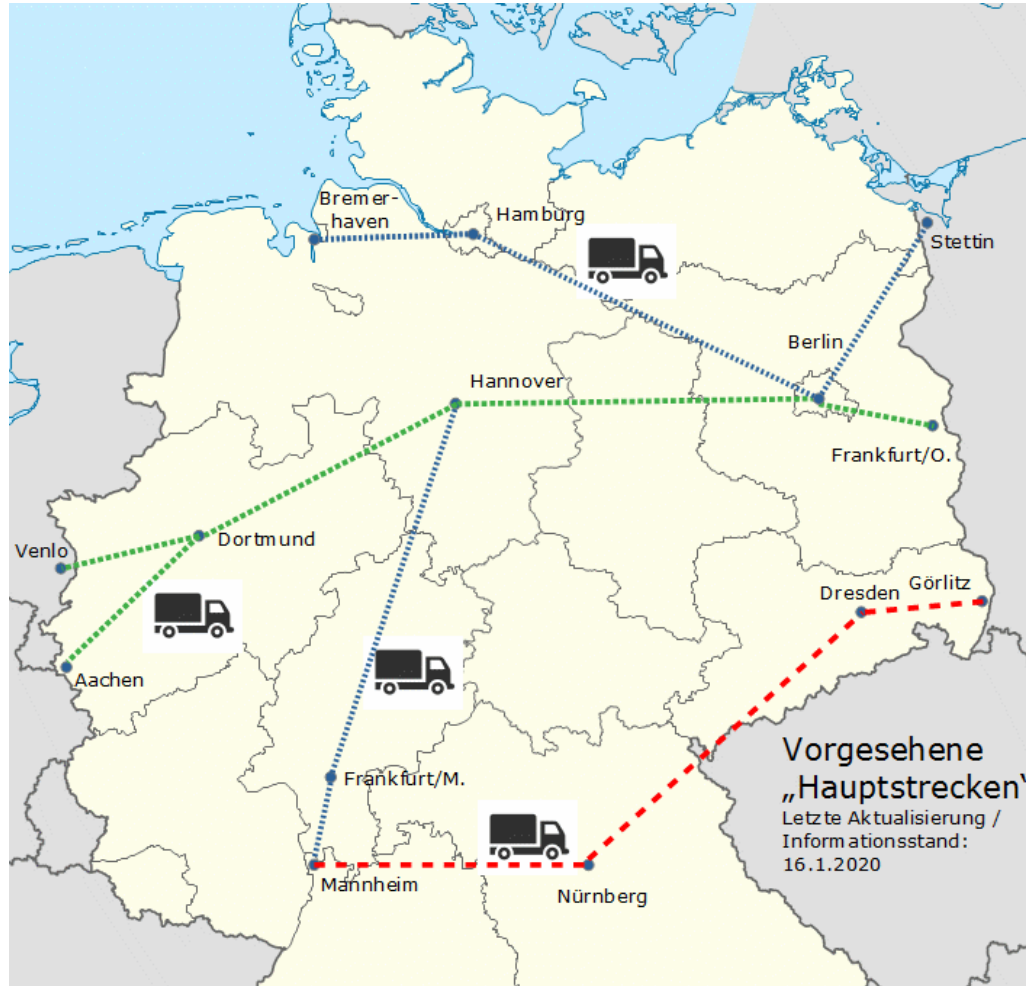 Bremer-
haven
Hamburg
Stettin
Berlin
Hannover
Frankfurt/O.
Dortmund
Venlo
Görlitz
Dresden
Aachen
Vorgesehene
„Hauptstrecken“
Letzte Aktualisierung /
Informationsstand:
16.1.2020
Frankfurt/M.
Mannheim
Nürnberg